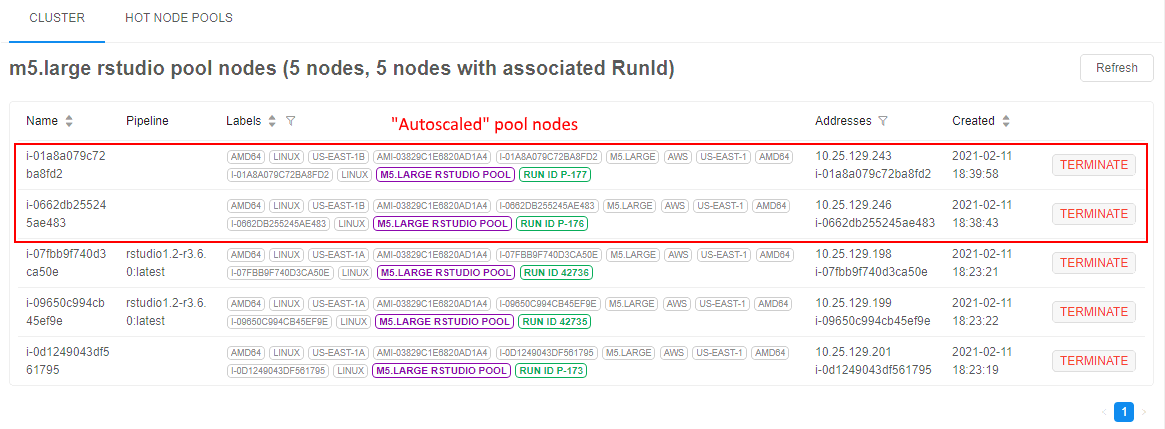 CLUSTER HOT NODE POOLS
m5.large rstudio pool nodes (5 nodes, 5 nodes with associated RunId) Refresh
Name Pipeline Labels "Autoscaled" pool nodes Addresses Created
i-01a8a079c72 AMD64 LINUX US-EAST-1B AMI-03829C1E6820AD1A4 I-01A8A079C72BA8FD2 M5.LARGE AWS US-EAST-1 AMD64 10.25.129.243 2021-02-11 TERMINATE
ba8fd2 I-01A8A079C72BA8FD2 LINUX M5.LARGE RSTUDIO POOL RUN ID P-177 i-01a8a079c72ba8fd2 18:39:58
i-0662db25524 AMD64 LINUX US-EAST-1B AMI-03829C1E6820AD1A4 I-0662DB255245AE483 M5.LARGE AWS US-EAST-1 AMD64 10.25.129.246 2021-02-11 TERMINATE
5ae483 I-0662DB255245AE483 LINUX M5.LARGE RSTUDIO POOL RUN ID P-176 i-0662db255245ae483 18:38:43
i-07fbb9f740d3 rstudio1.2-r3.6. AMD64 LINUX US-EAST-1A AMI-03829C1E6820AD1A4 I-07FBB9F740D3CA50E M5.LARGE AWS US-EAST-1 AMD64 10.25.129.198 2021-02-11 TERMINATE
ca50e 0:latest I-07FBB9F740D3CA50E LINUX M5.LARGE RSTUDIO POOL RUN ID 42736 i-07fbb9f740d3ca50e 18:23:21
i-09650c994cb rstudio1.2-r3.6. AMD64 LINUX US-EAST-1A AMI-03829C1E6820AD1A4 I-09650C994CB45EF9E M5.LARGE AWS US-EAST-1 AMD64 10.25.129.199 2021-02-11 TERMINATE
45ef9e 0:latest I-09650C994CB45EF9E LINUX M5.LARGE RSTUDIO POOL RUN ID 42735 i-09650c994cb45ef9e 18:23:22
i-0d1249043df5 AMD64 LINUX US-EAST-1A AMI-03829C1E6820AD1A4 I-0D1249043DF561795 M5.LARGE AWS US-EAST-1 AMD64 10.25.129.201 2021-02-11 TERMINATE
61795 I-0D1249043DF561795 LINUX M5.LARGE RSTUDIO POOL RUN ID P-173 i-0d1249043df561795 18:23:19
1